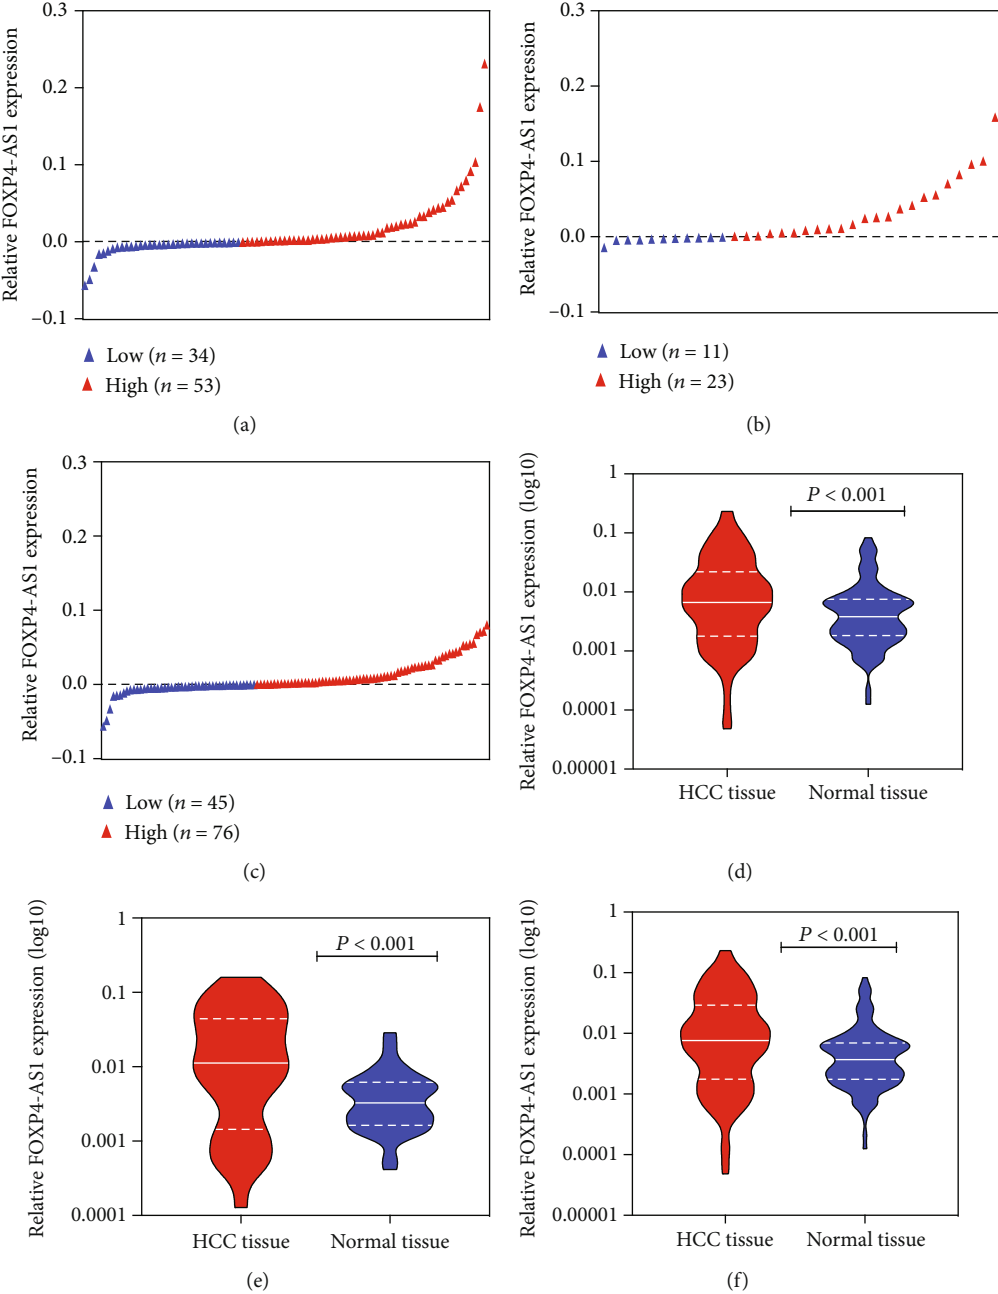 Relative FOXP4-AS1 expression
0.3
0.2
0.1
0.0
–0.1
Low (n = 34)
High (n = 53)
(a)
Relative FOXP4-AS1 expression
0.3
0.2
0.1
0.0
–0.1
Low (n = 11)
High (n = 23)
(b)
Relative FOXP4-AS1 expression
0.3
0.2
0.1
0.0
–0.1
Low (n = 45)
High (n = 76)
(c)
Relative FOXP4-AS1 expression (log10)
1
0.1
0.01
0.001
0.0001
0.00001
P < 0.001
HCC tissue
Normal tissue
(d)
Relative FOXP4-AS1 expression (log10)
1
0.1
0.01
0.001
0.0001
P < 0.001
HCC tissue
Normal tissue
(e)
Relative FOXP4-AS1 expression (log10)
1
0.1
0.01
0.001
0.0001
0.00001
P < 0.001
HCC tissue
Normal tissue
(f)